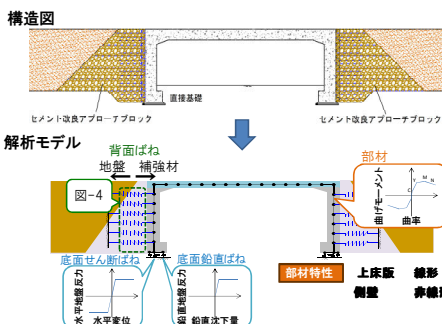 構造図
直接基礎
セメント改良アプローチブロック
セメント改良アプローチブロック
解析モデル
背面ばね
地盤 補強材
部材
図-4
曲げモーメント
C
Y
M
N
曲率
底面せん断ばね
底面鉛直ばね
水平地盤反力
水平変位
鉛直地盤反力
鉛直沈下量
部材特性
上床版 線形
側壁 非線